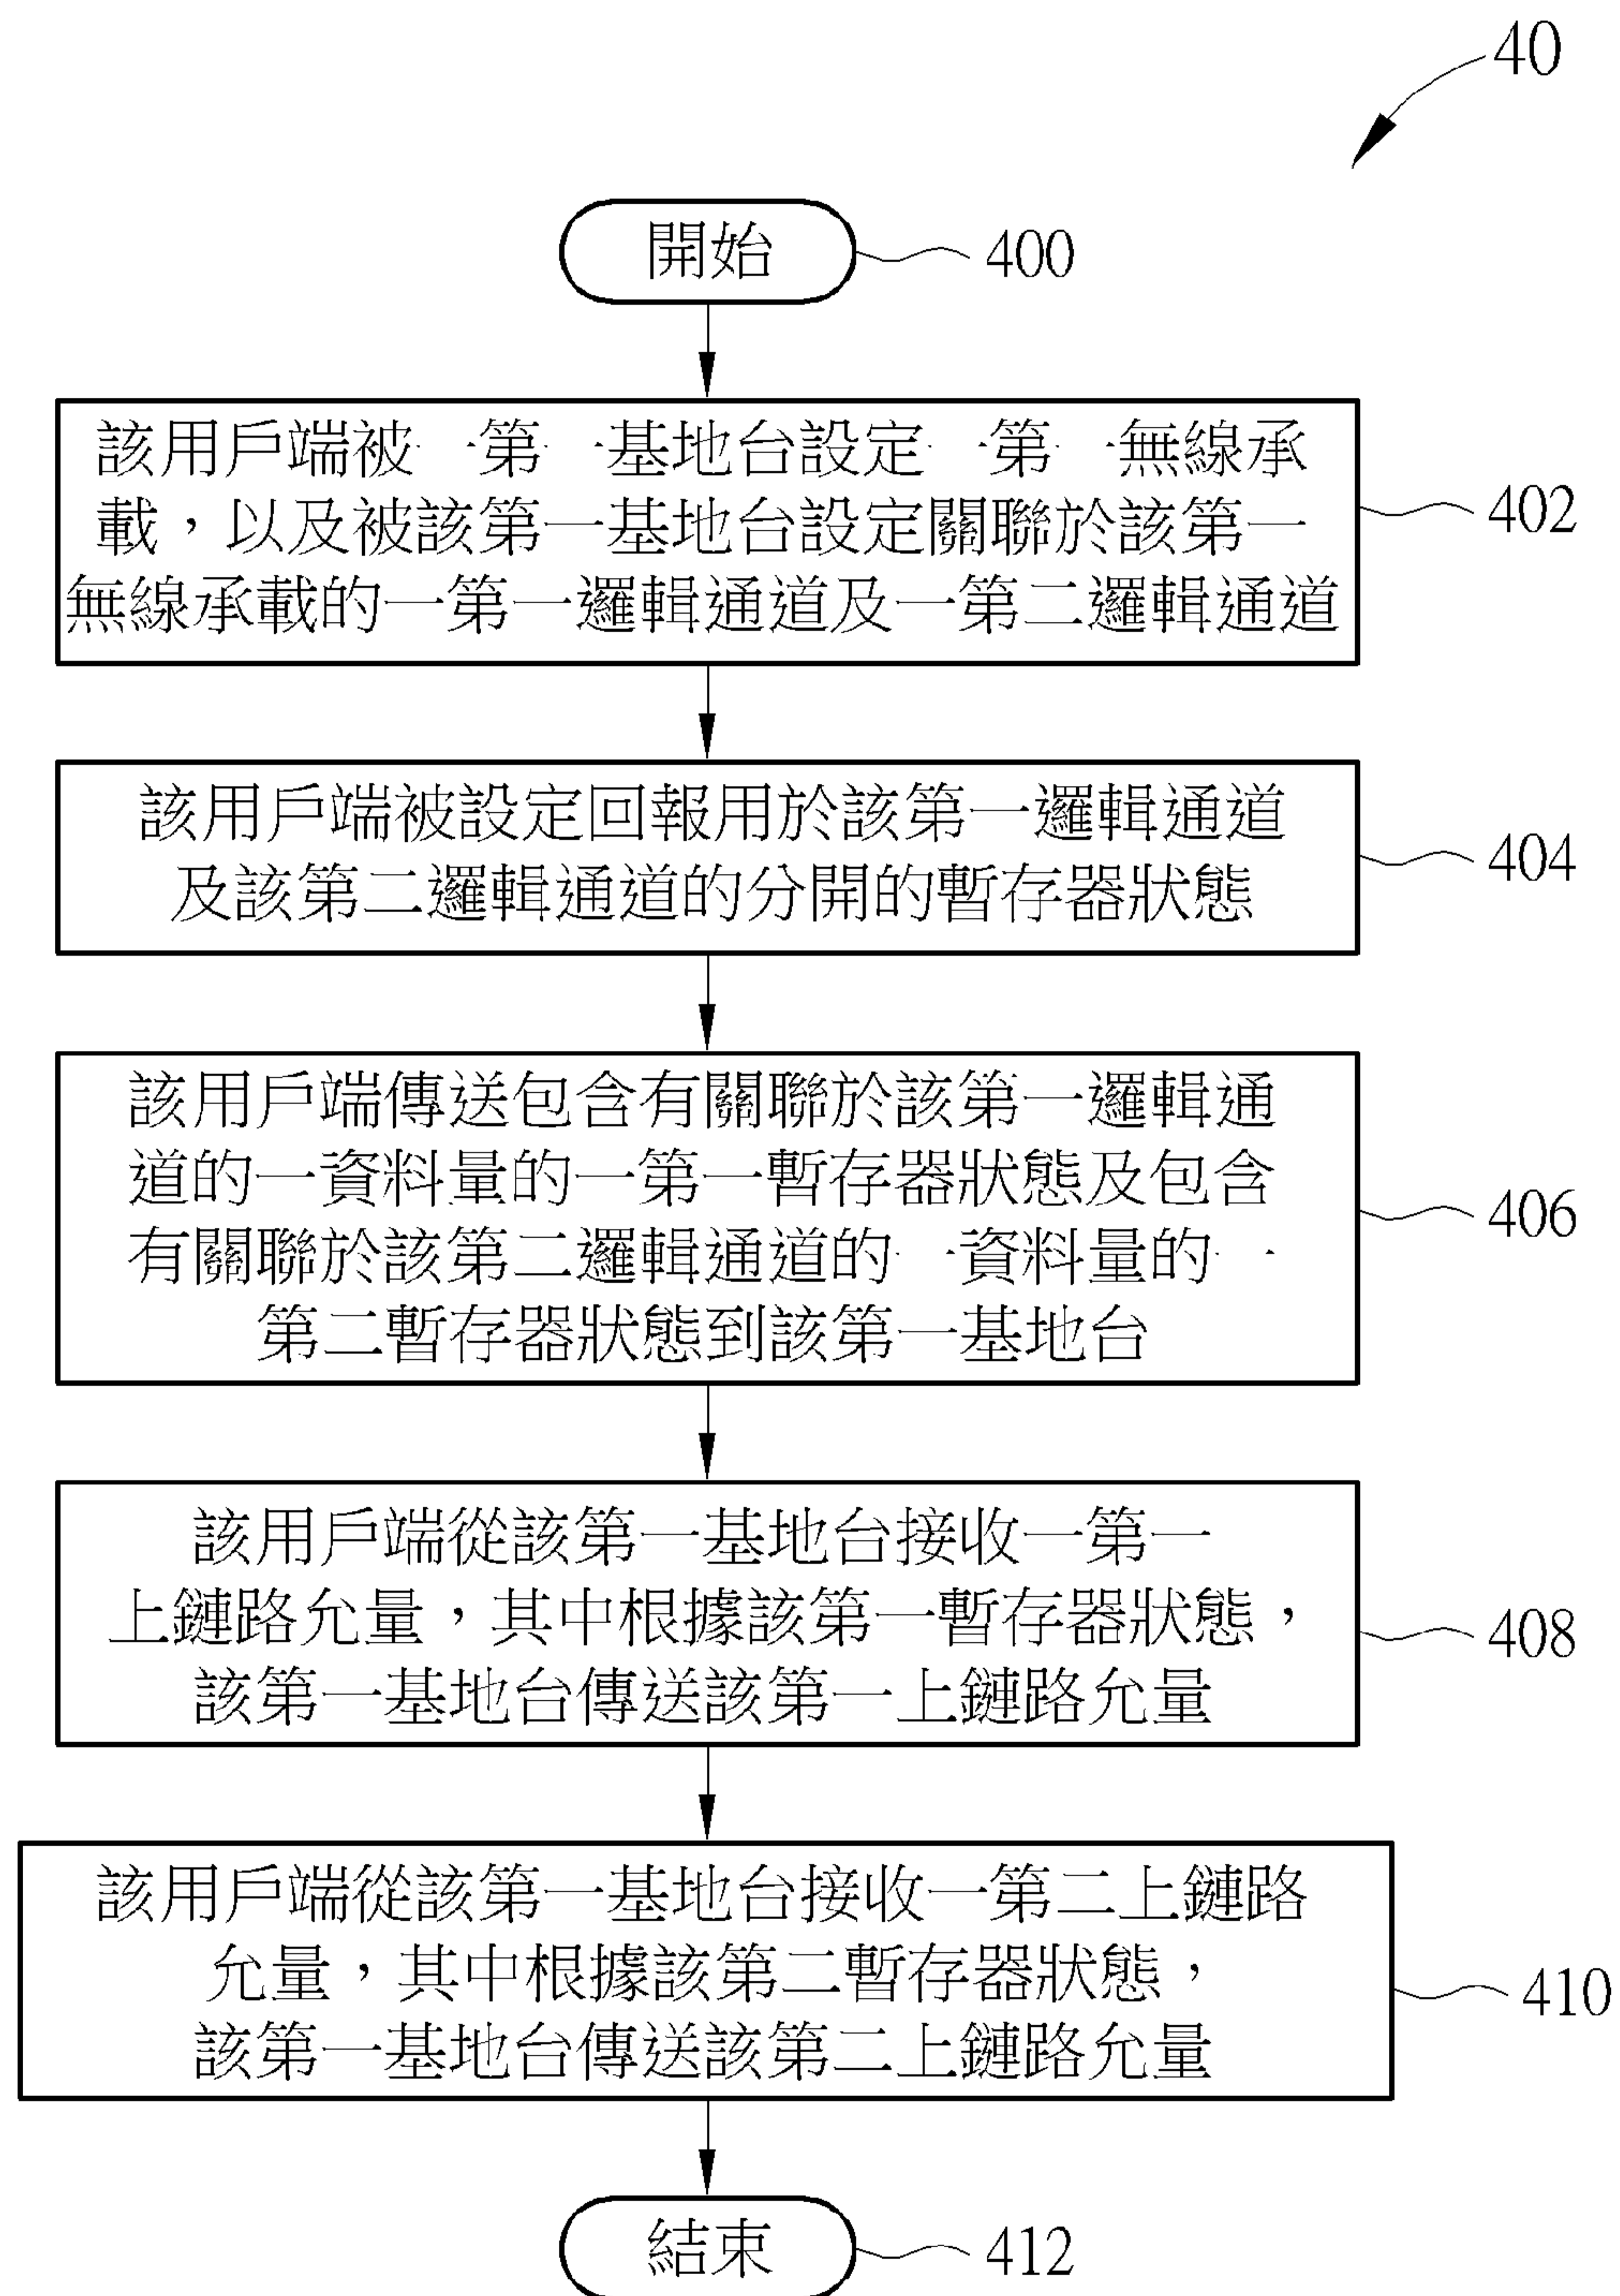 40
開始
400
該用戶端被一第一基地台設定一第一無線承
載，以及被該第一基地台設定關聯於該第一
無線承載的一第一邏輯通道及一第二邏輯通道
402
該用戶端被設定回報用於該第一邏輯通道
及該第二邏輯通道的分開的暫存器狀態
404
該用戶端傳送包含有關聯於該第一邏輯通
道的一資料量的一第一暫存器狀態及包含
有關聯於該第二邏輯通道的一資料量的一
第二暫存器狀態到該第一基地台
406
該用戶端從該第一基地台接收一第一
上鏈路允量，其中根據該第一暫存器狀態，
該第一基地台傳送該第一上鏈路允量
408
該用戶端從該第一基地台接收一第二上鏈路
允量，其中根據該第二暫存器狀態，
該第一基地台傳送該第二上鏈路允量
410
結束
412